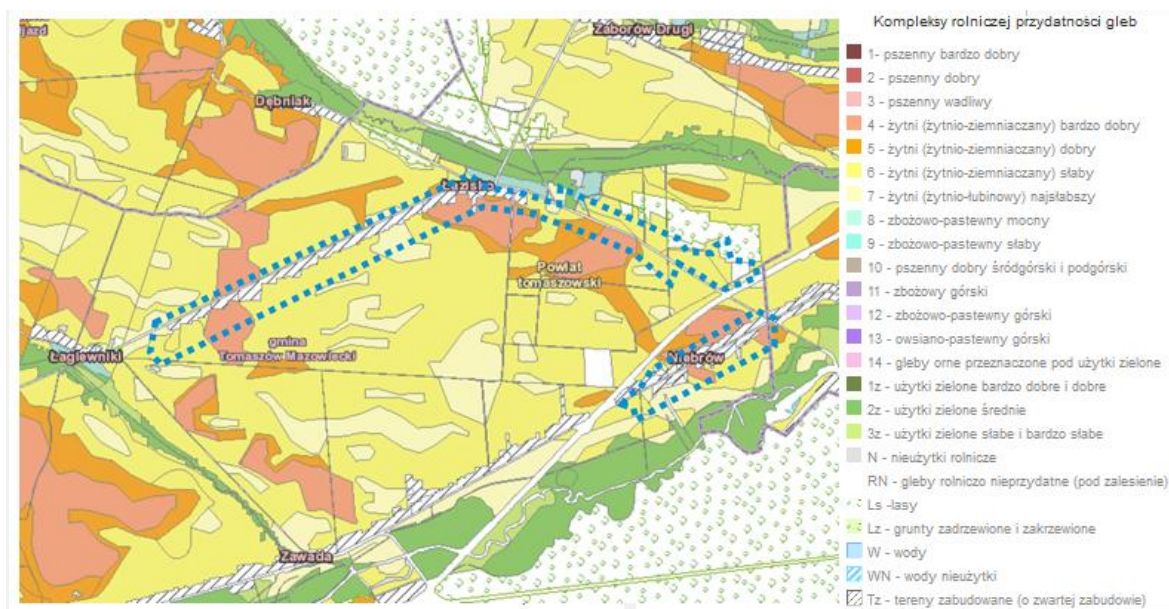 ujazd
Zaborów Drugi
Dębniak
Łazisko
Powiat
tomaszowski
gmina
Tomaszów Mazowiecki
Łagiewniki
Niebrów
Zawada
Kompleksy rolniczej przydatności gleb
1- pszenny bardzo dobry
2 - pszenny dobry
3 - pszenny wadliwy
4 - żytni (żytnio-ziemniaczany) bardzo dobry
5 - żytni (żytnio-ziemniaczany) dobry
6 - żytni (żytnio-ziemniaczany) słaby
7 - żytni (żytnio-łubinowy) najsłabszy
8 - zbożowo-pastewny mocny
9 - zbożowo-pastewny słaby
10 - pszenny dobry śródgórski i podgórski
11 - zbożowy górski
12 - zbożowo-pastewny górski
13 - owsiano-pastewny górski
14 - gleby orne przeznaczone pod użytki zielone
1z - użytki zielone bardzo dobre i dobre
2z - użytki zielone średnie
3z - użytki zielone słabe i bardzo słabe
N - nieużytki rolnicze
RN - gleby rolniczo nieprzydatne (pod zalesienie)
Ls -lasy
Lz - grunty zadrzewione i zakrzewione
W - wody
WN - wody nieużytki
Tz - tereny zabudowane (o zwartej zabudowie)